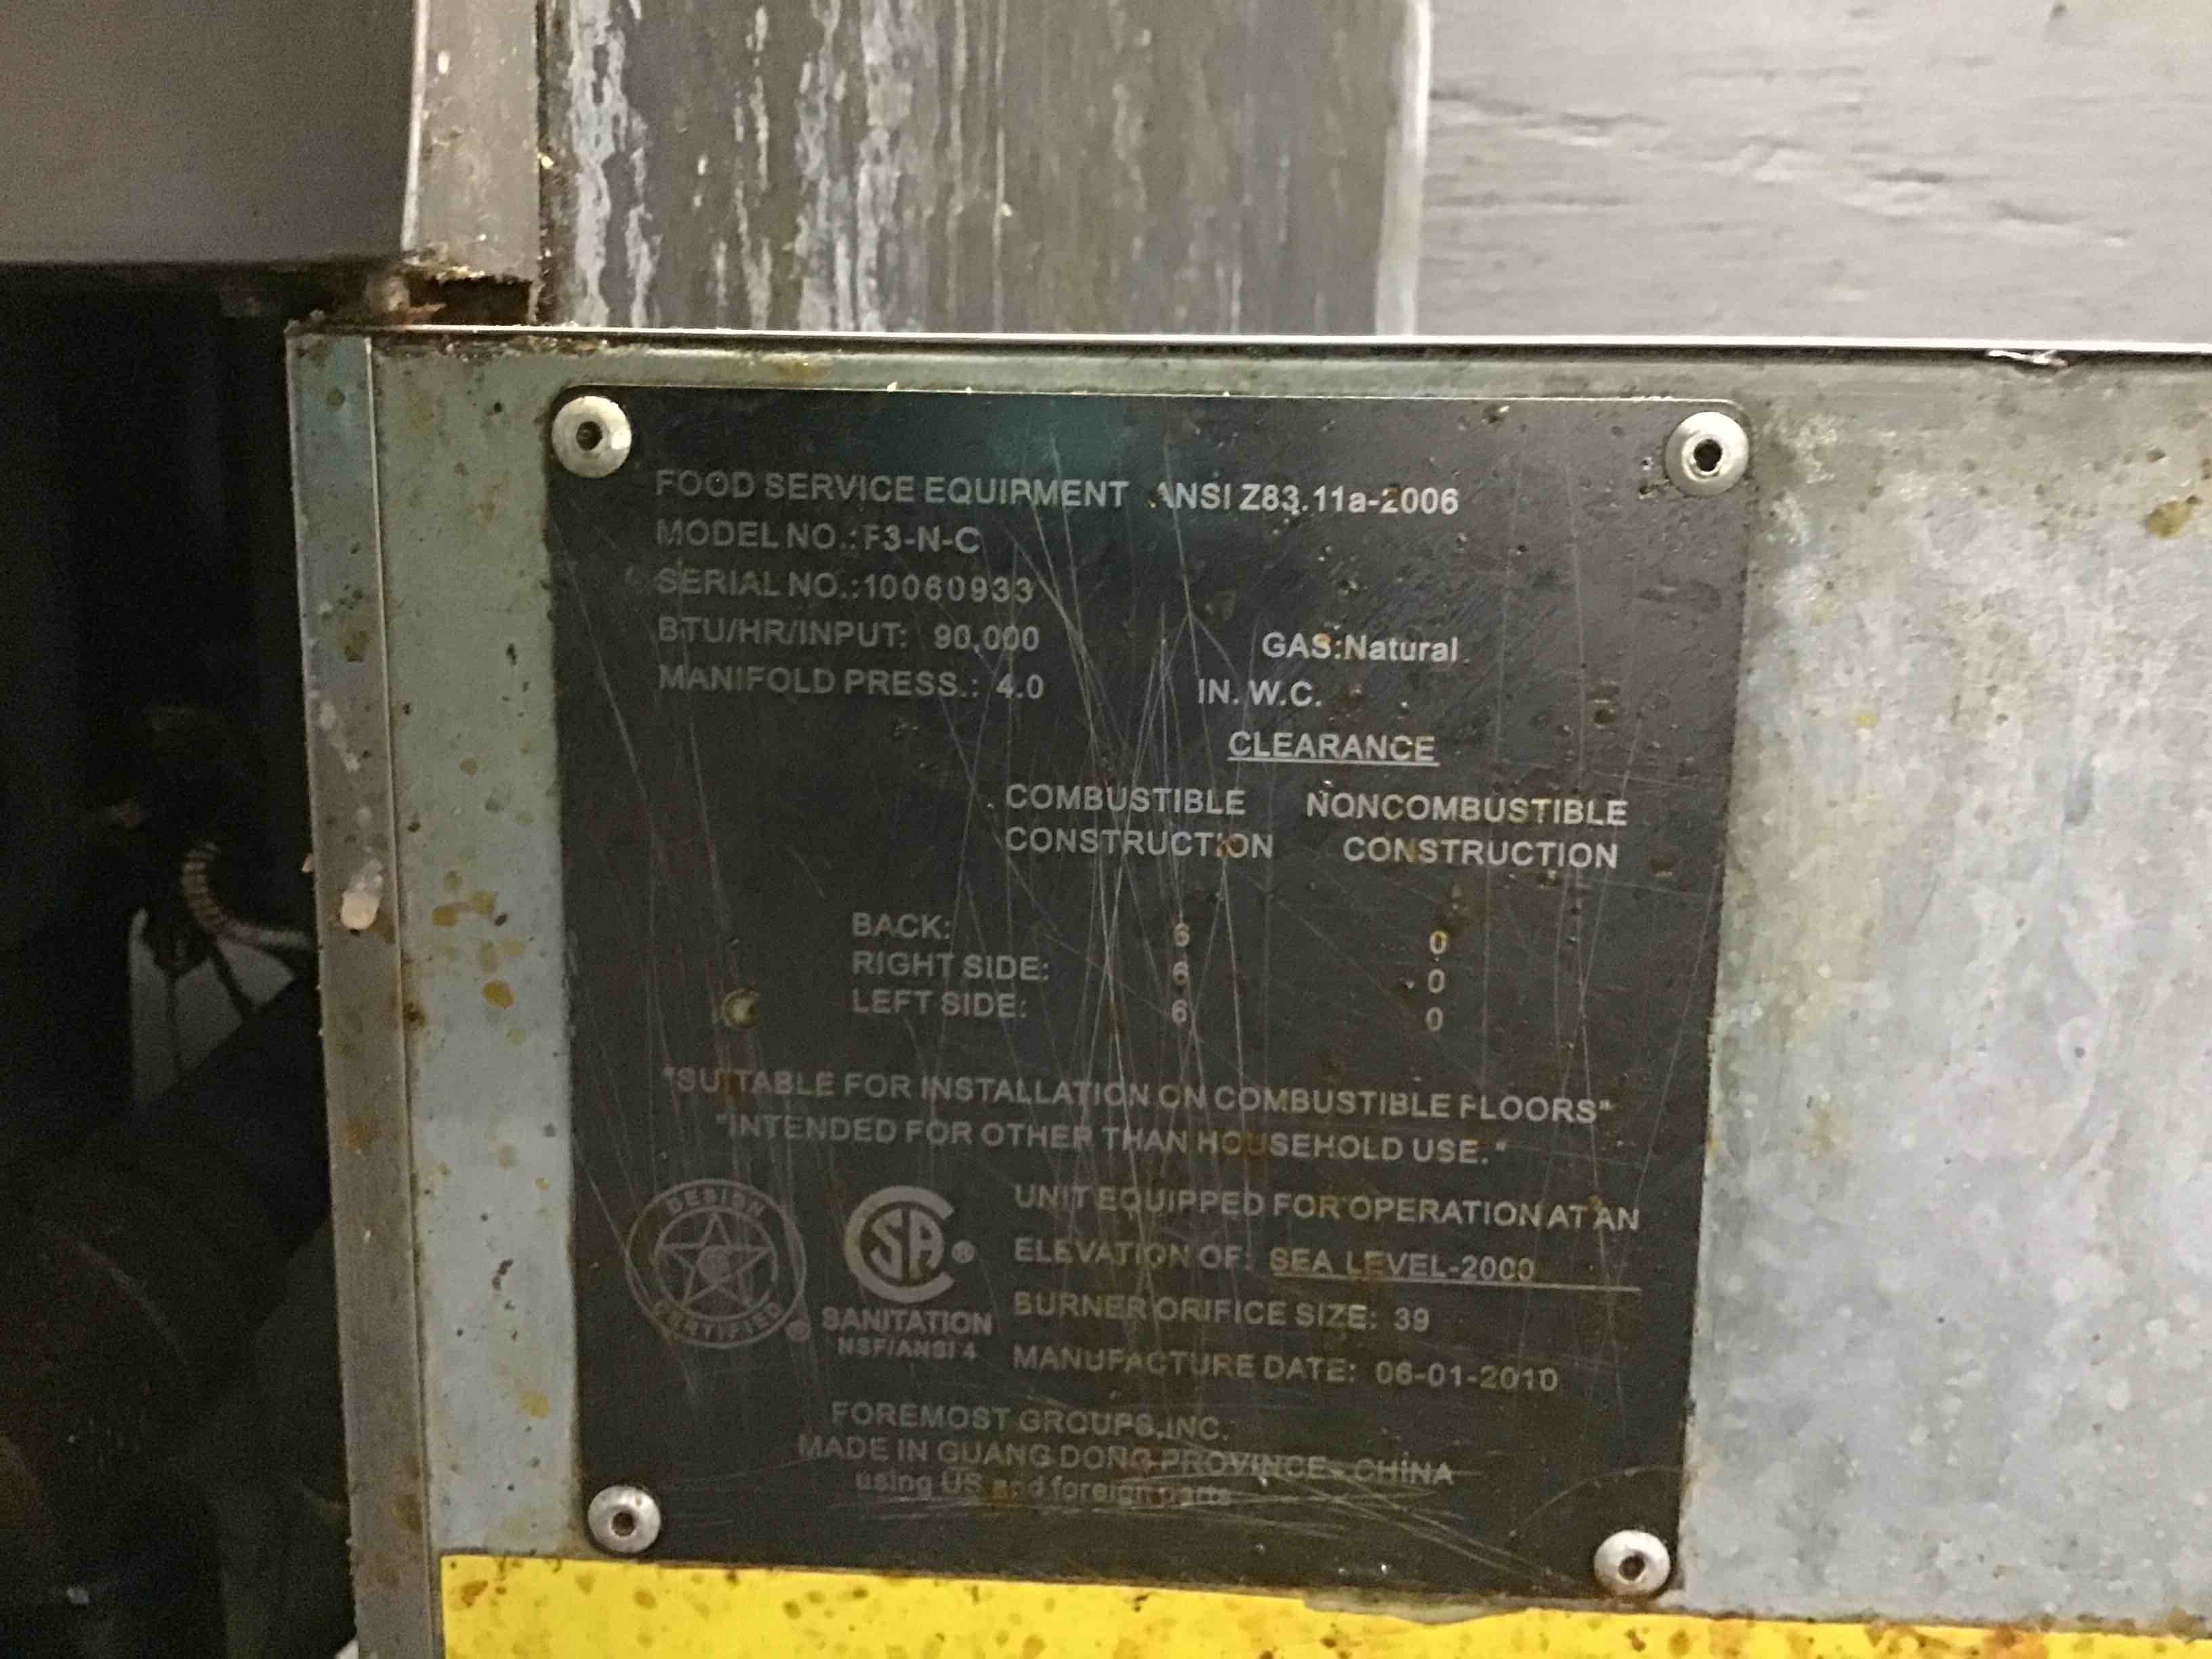 FOOD SERVICE EQUIPMENT ANSI Z83.11a-2006
MODEL NO.: F3-N-C
SERIAL NO.:10060933
BTU/HR/INPUT: 90,000 GAS:Natural
MANIFOLD PRESS.: 4.0 IN. W.C.
CLEARANCE
COMBUSTIBLE NONCOMBUSTIBLE
CONSTRUCTION CONSTRUCTION
BACK: 6 0
RIGHT SIDE: 6 0
LEFT SIDE: 6 0
"SUITABLE FOR INSTALLATION ON COMBUSTIBLE FLOORS"
"INTENDED FOR OTHER THAN HOUSEHOLD USE."
DESIGN CERTIFIED ®
SA ®
SANITATION
NSF/ANSI 4
UNIT EQUIPPED FOR OPERATION AT AN
ELEVATION OF: SEA LEVEL-2000
BURNER ORIFICE SIZE: 39
MANUFACTURE DATE: 06-01-2010
FOREMOST GROUPS,INC.
MADE IN GUANG DONG PROVINCE, CHINA
using US and foreign parts